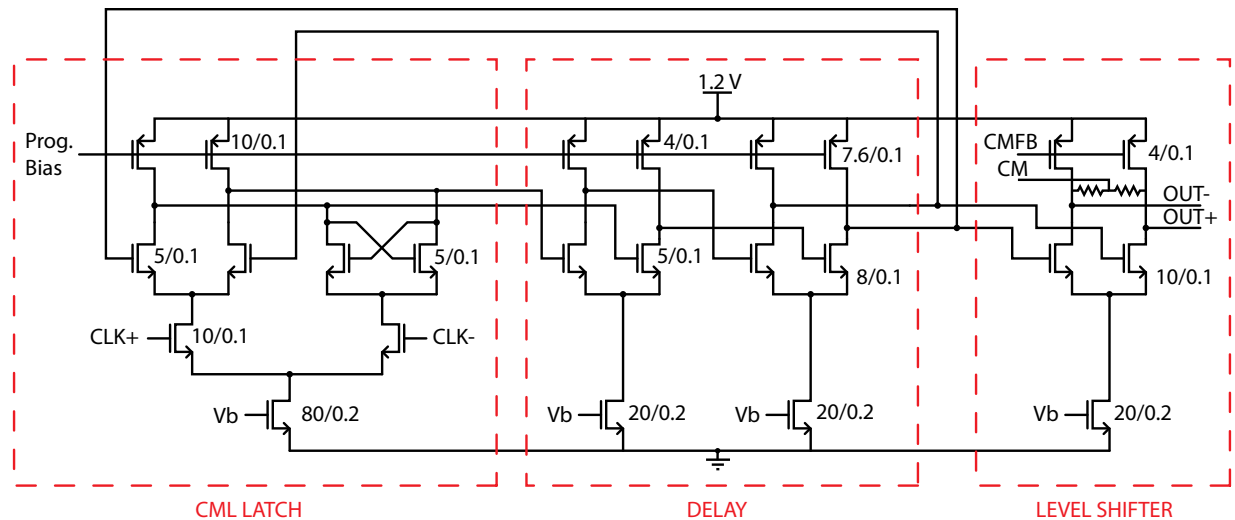 1.2 V
Prog.
Bias
10/0.1
4/0.1
7.6/0.1
CMFB
4/0.1
CM
OUT-
OUT+
5/0.1
5/0.1
5/0.1
8/0.1
10/0.1
CLK+
10/0.1
CLK-
Vb
80/0.2
Vb
20/0.2
Vb
20/0.2
Vb
20/0.2
CML LATCH
DELAY
LEVEL SHIFTER